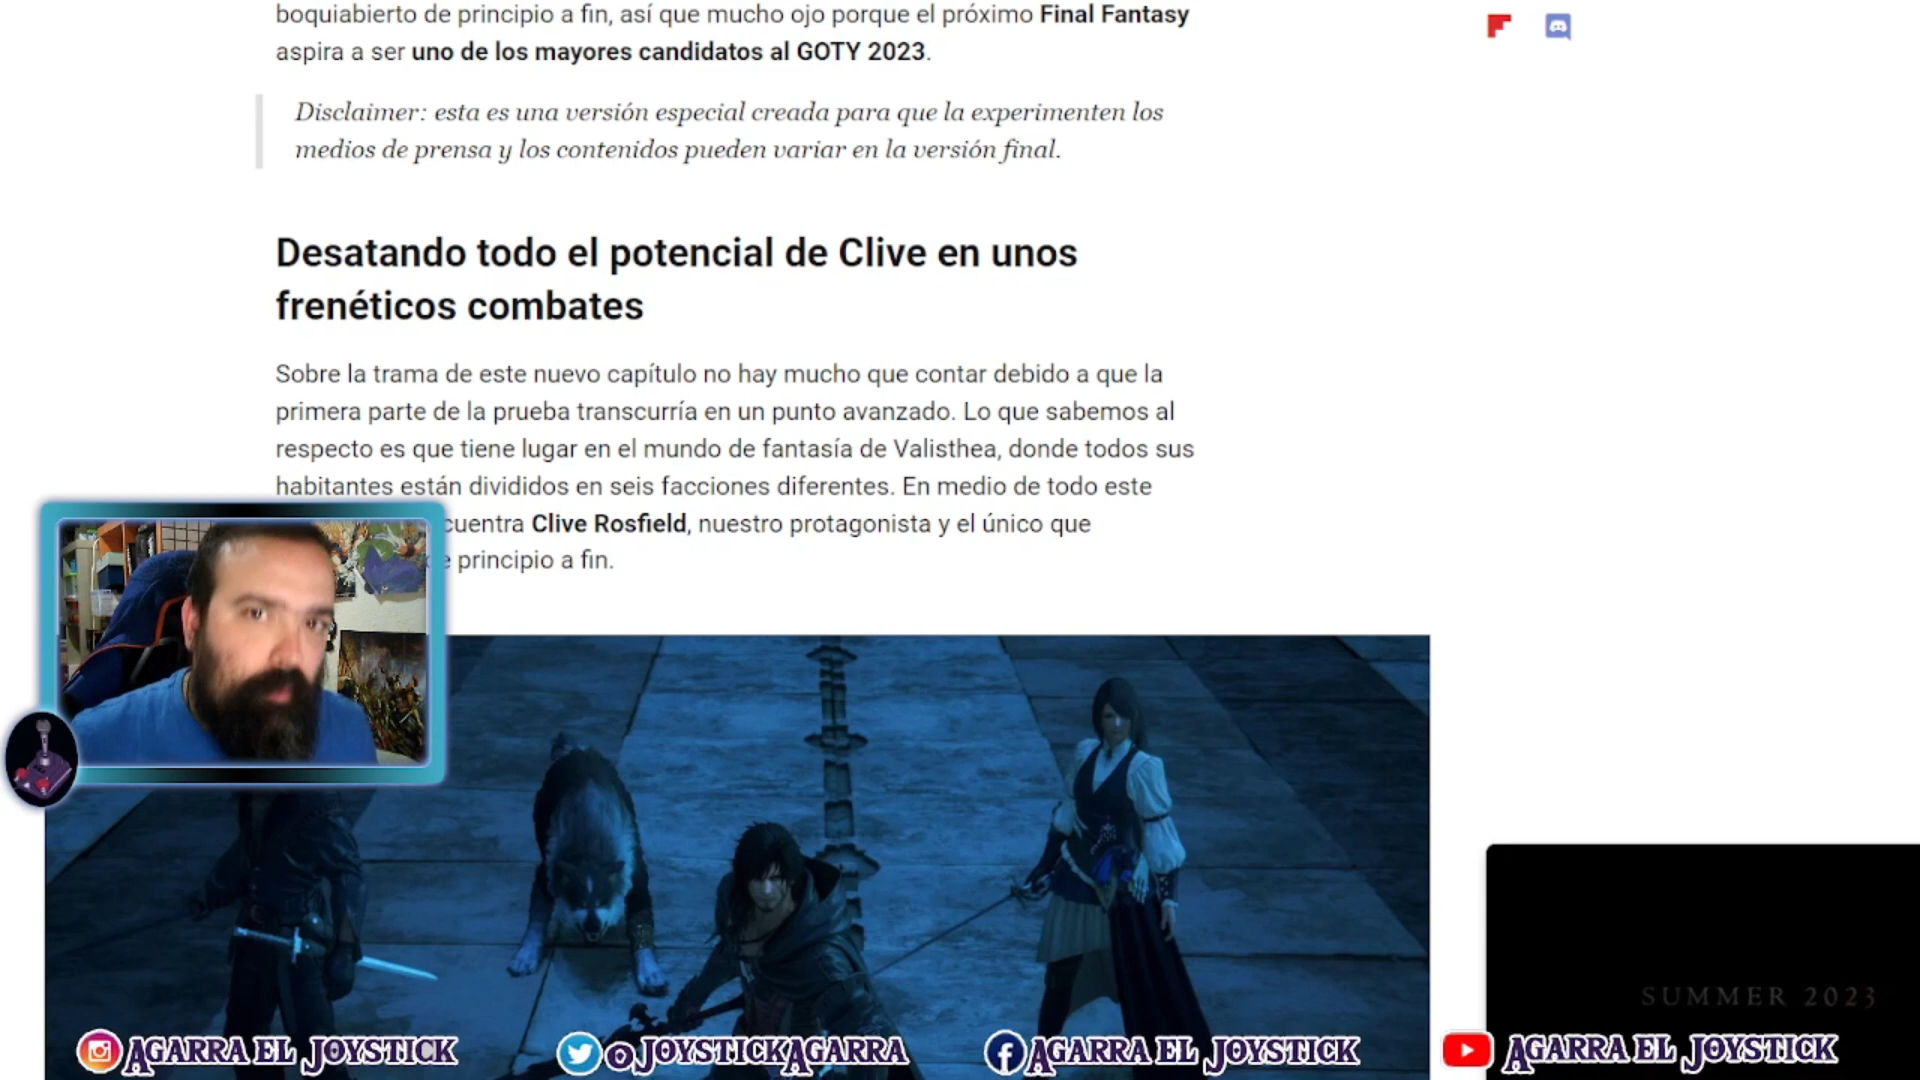 boquiabierto de principio a fin, así que mucho ojo porque el próximo Final Fantasy
aspira a ser uno de los mayores candidatos al GOTY 2023.
Disclaimer: esta es una versión especial creada para que la experimenten los
medios de prensa y los contenidos pueden variar en la versión final.
Desatando todo el potencial de Clive en unos
frenéticos combates
Sobre la trama de este nuevo capítulo no hay mucho que contar debido a que la
primera parte de la prueba transcurría en un punto avanzado. Lo que sabemos al
respecto es que tiene lugar en el mundo de fantasía de Valisthea, donde todos sus
habitantes están divididos en seis facciones diferentes. En medio de todo este
Clive Rosfield, nuestro protagonista y el único que
principio a fin.
SUMMER 2023
AGARRA EL JOYSTICK
@JOYSTICKAGARRA
AGARRA EL JOYSTICK
AGARRA EL JOYSTICK